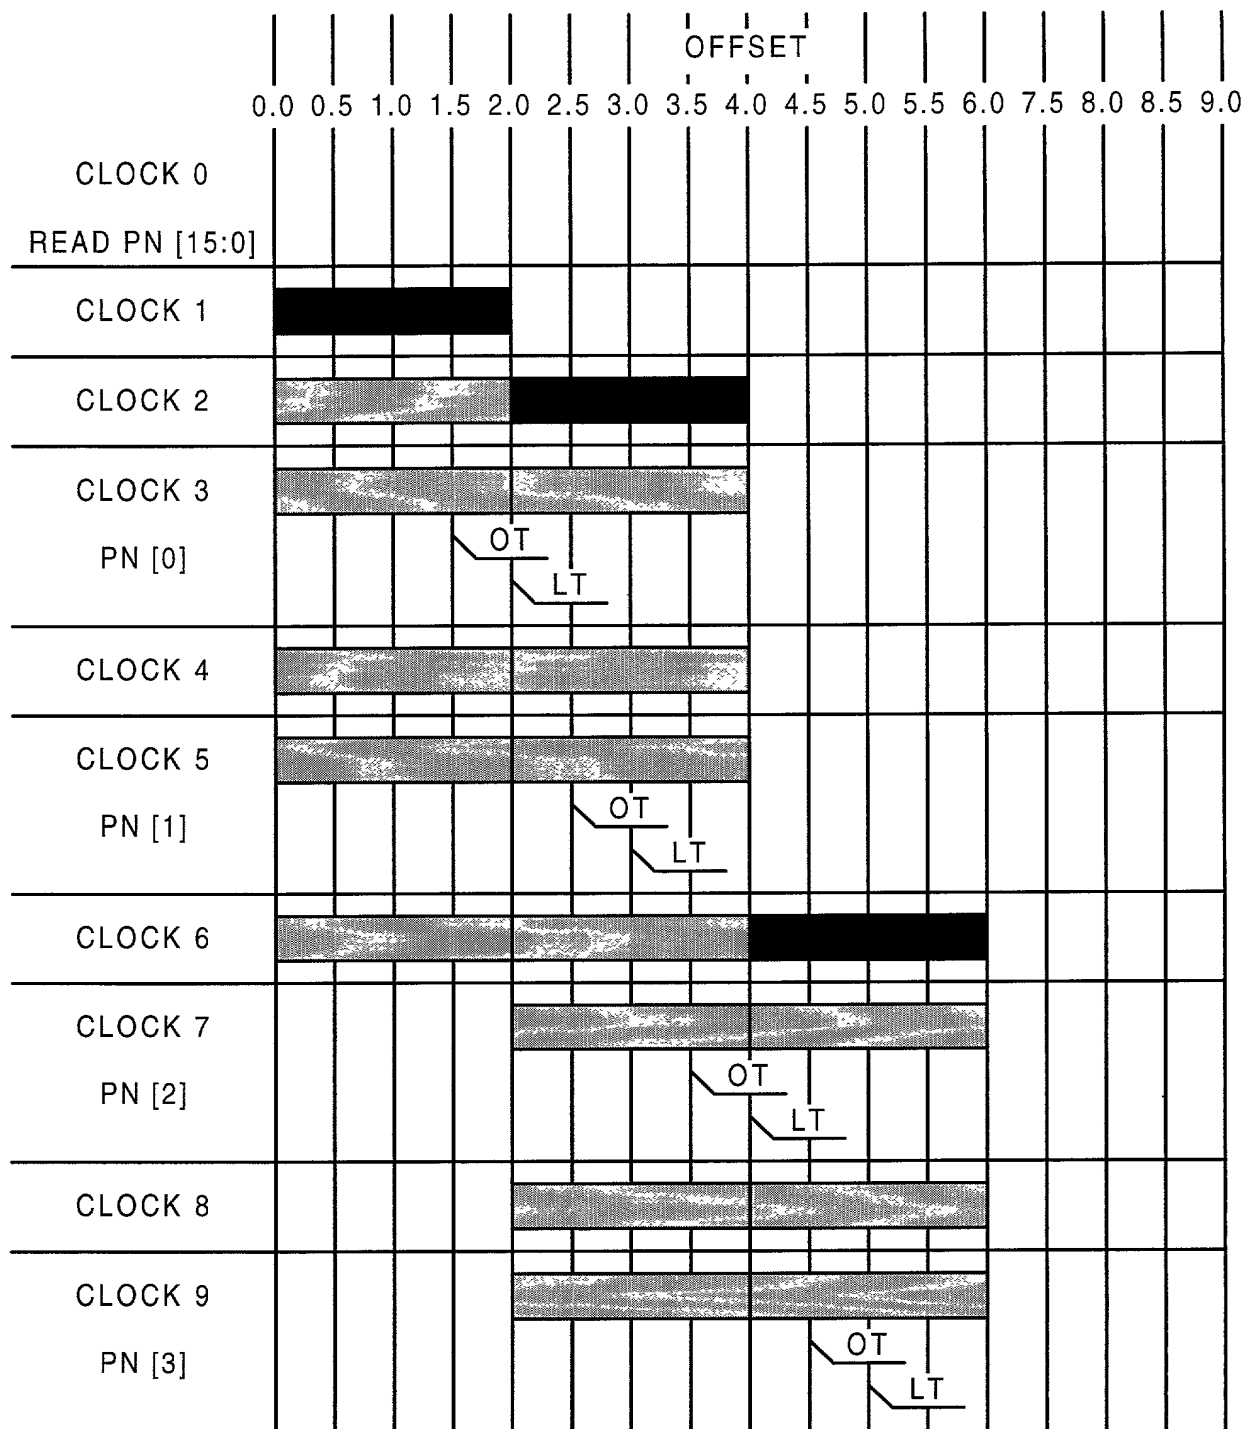 OFFSET
0.0 0.5 1.0 1.5 2.0 2.5 3.0 3.5 4.0 4.5 5.0 5.5 6.0 7.5 8.0 8.5 9.0
CLOCK 0
READ PN [15:0]
CLOCK 1
CLOCK 2
CLOCK 3
OT
PN [0]
LT
CLOCK 4
CLOCK 5
OT
PN [1]
LT
CLOCK 6
CLOCK 7
OT
PN [2]
LT
CLOCK 8
CLOCK 9
OT
PN [3]
LT